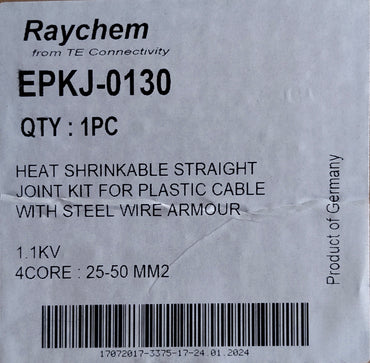 Raychem
from TE Connectivity
EPKJ-0130
QTY : 1PC
HEAT SHRINKABLE STRAIGHT
JOINT KIT FOR PLASTIC CABLE
WITH STEEL WIRE ARMOUR
1.1KV
4CORE : 25-50 MM2
Product of Germany
17072017-3375-17-24.01.2024